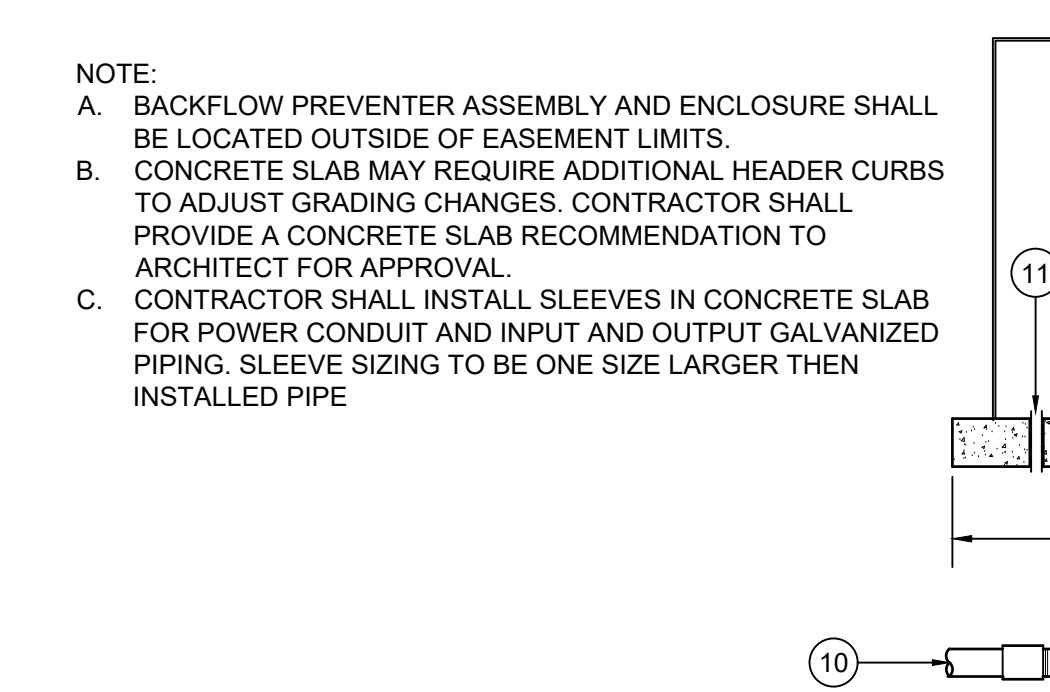 NOTE:
A. BACKFLOW PREVENTER ASSEMBLY AND ENCLOSURE SHALL
BE LOCATED OUTSIDE OF EASEMENT LIMITS.
B. CONCRETE SLAB MAY REQUIRE ADDITIONAL HEADER CURBS
TO ADJUST GRADING CHANGES. CONTRACTOR SHALL
PROVIDE A CONCRETE SLAB RECOMMENDATION TO
ARCHITECT FOR APPROVAL.
C. CONTRACTOR SHALL INSTALL SLEEVES IN CONCRETE SLAB
FOR POWER CONDUIT AND INPUT AND OUTPUT GALVANIZED
PIPING. SLEEVE SIZING TO BE ONE SIZE LARGER THEN
INSTALLED PIPE
11
10